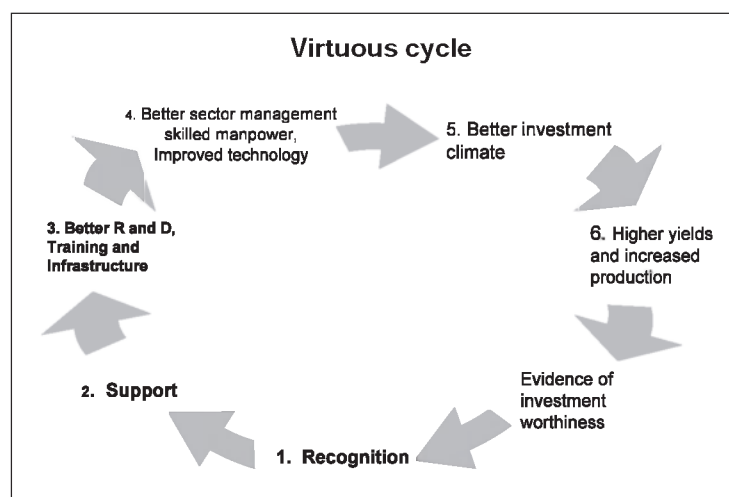 Virtuous cycle
4. Better sector management
skilled manpower,
Improved technology
5. Better investment
climate
3. Better R and D,
Training and
Infrastructure
6. Higher yields
and increased
production
2. Support
Evidence of
investment
worthiness
1. Recognition